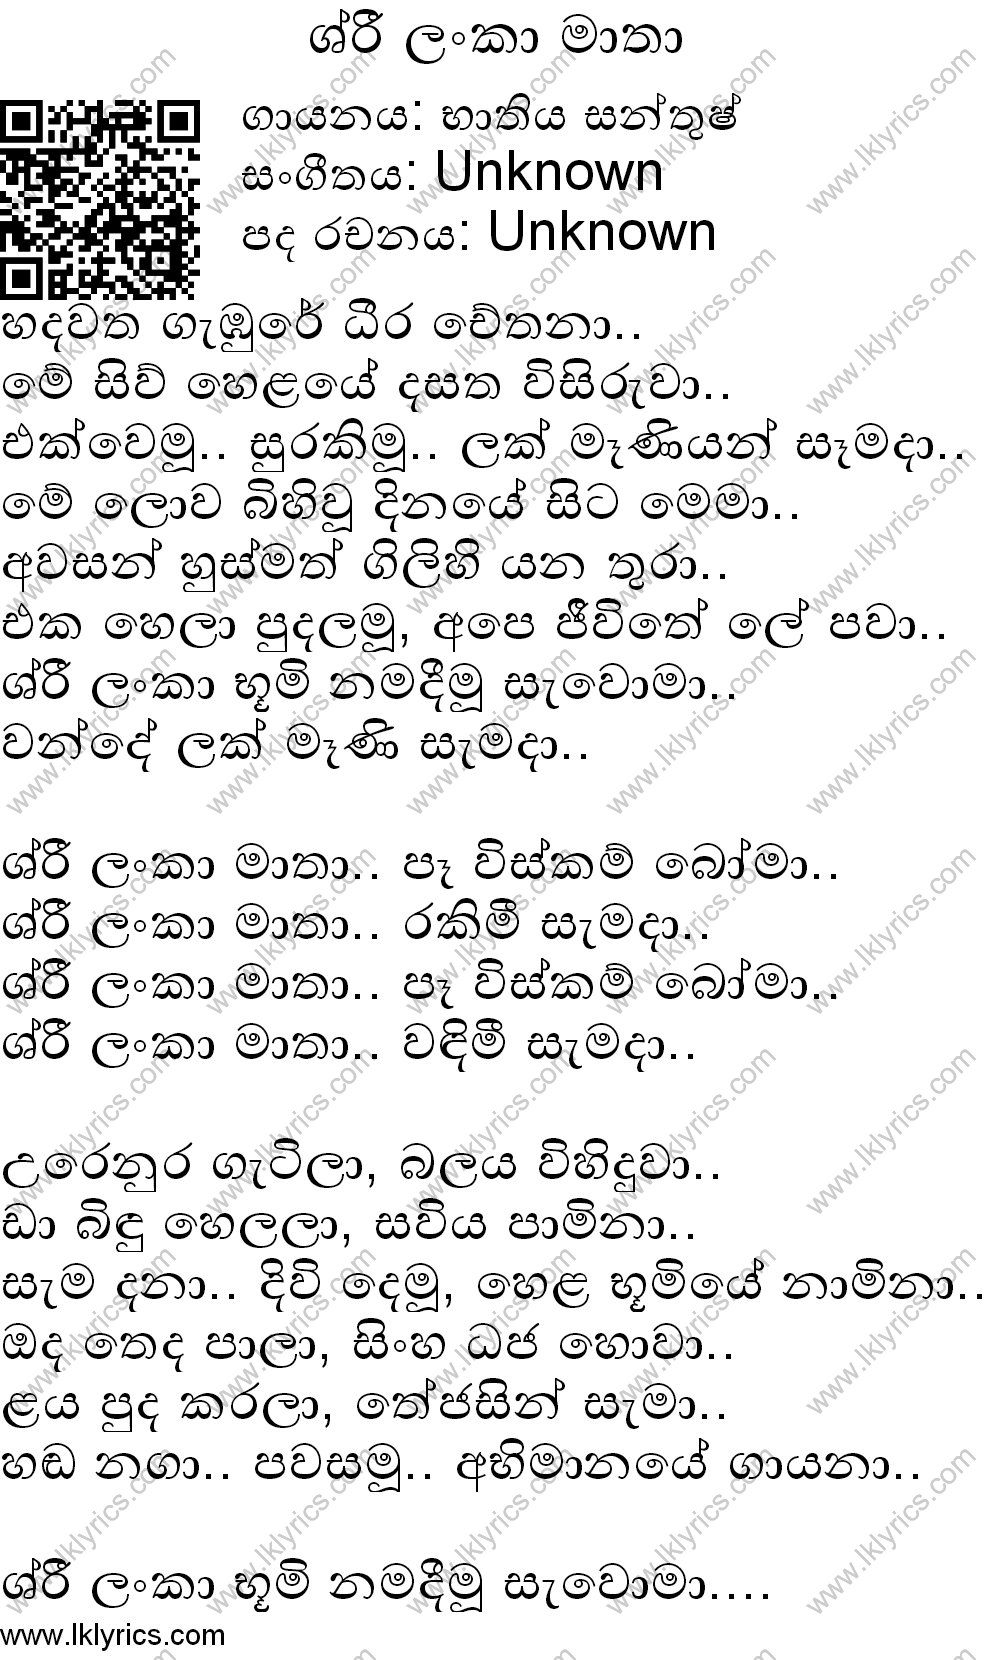 ශ්රී ලංකා මාතා
ගායනය: භාතිය සන්තුෂ්
සංගීතය: Unknown
පද රචනය: Unknown
හදවත ගැඹුරේ ධීර චේතනා..
මේ සිව් හෙළයේ දසත විසිරුවා..
එක්වෙමූ.. සුරකිමූ.. ලක් මෑණියන් සෑමදා..
මේ ලොව බිහිවූ දිනයේ සිට මෙමා..
අවසන් හුස්මත් ගිලිහී යන තුරා..
එක හෙලා පුදලමූ, අපෙ ජීවිතේ ලේ පවා..
ශ්රී ලංකා භූමි නමදීමූ සැවොමා..
වන්දේ ලක් මෑණි සැමදා..

ශ්රී ලංකා මාතා.. පෑ විස්කම් බෝමා..
ශ්රී ලංකා මාතා.. රකිමී සැමදා..
ශ්රී ලංකා මාතා.. පෑ විස්කම් බෝමා..
ශ්රී ලංකා මාතා.. වඳිමී සැමදා..

උරෙනුර ගැටිලා, බලය විහිදුවා..
ඩා බිඳු හෙලලා, සවිය පාමිනා..
සැම දනා.. දිවි දෙමූ, හෙළ භූමියේ නාමිනා..
ඔද තෙද පාලා, සිංහ ධජ හොවා..
ළය පුද කරලා, තේජසින් සැමා..
හඬ නගා.. පවසමූ.. අභිමානයේ ගායනා..

ශ්රී ලංකා භූමි නමදීමූ සැවොමා....
www.lklyrics.com